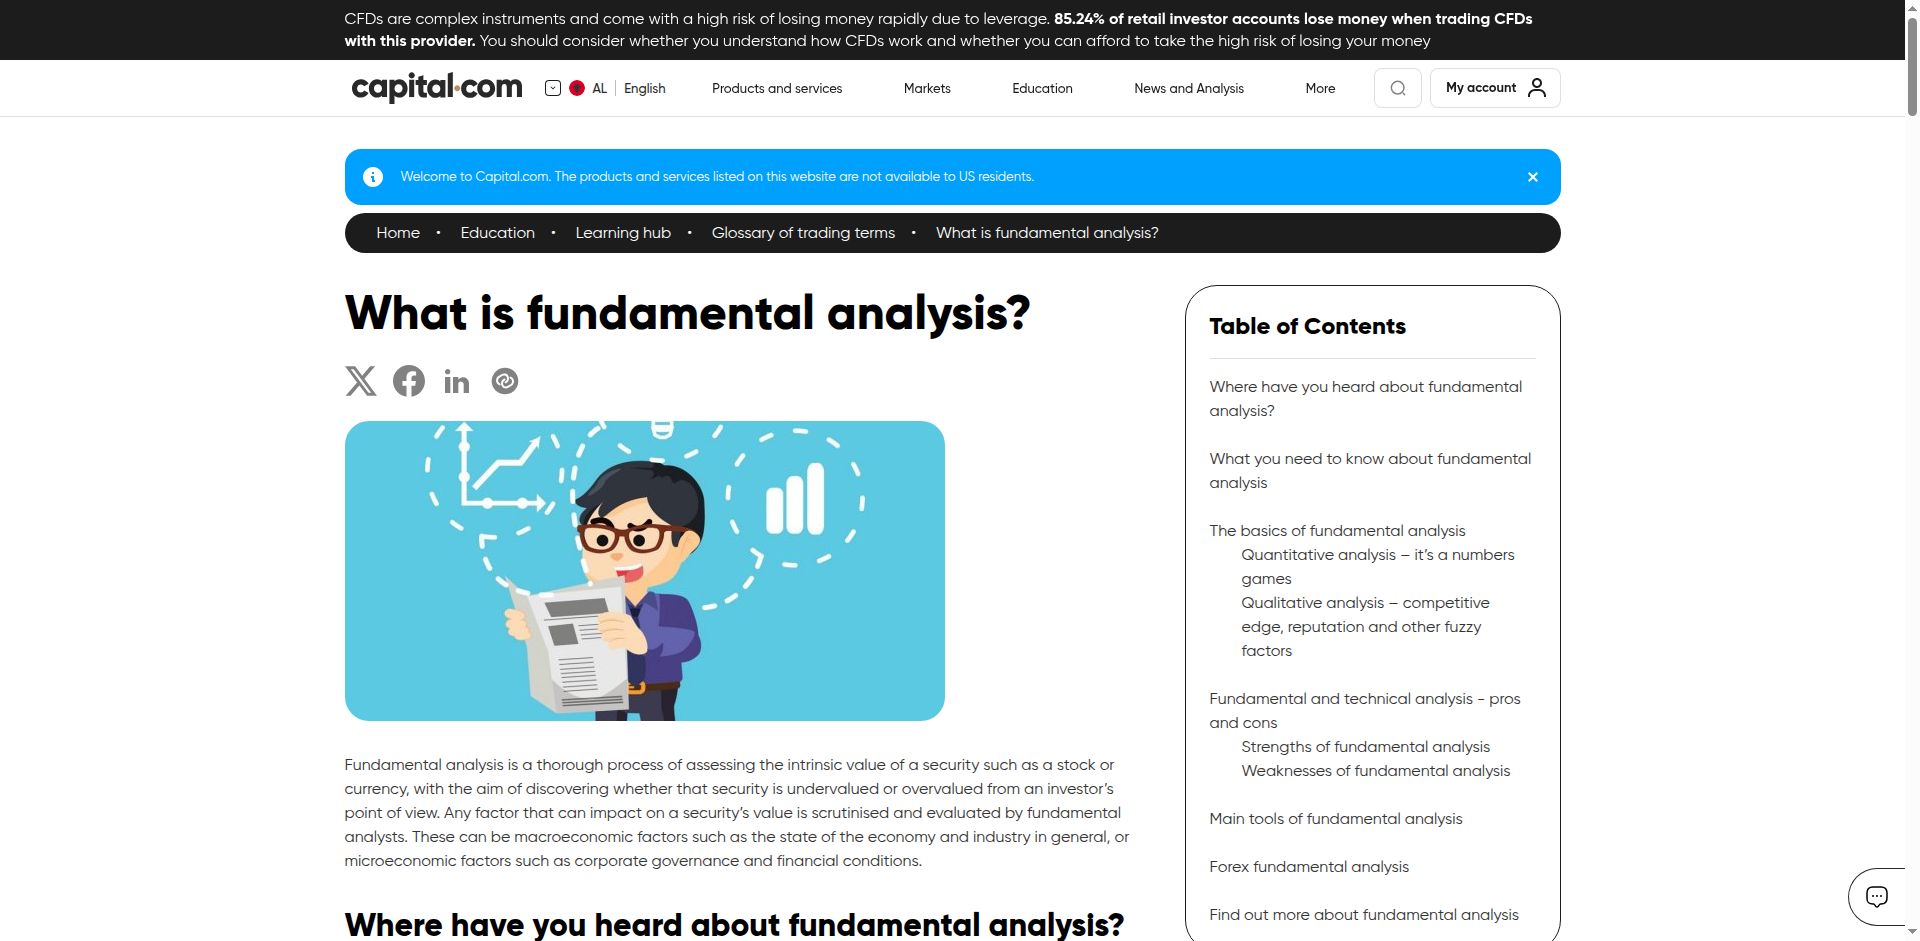 CFDs are complex instruments and come with a high risk of losing money rapidly due to leverage. 85.24% of retail investor accounts lose money when trading CFDs
with this provider. You should consider whether you understand how CFDs work and whether you can afford to take the high risk of losing your money
capital.com
AL English
Products and services
Markets
Education
News and Analysis
More
My account
Welcome to Capital.com. The products and services listed on this website are not available to US residents.
Home • Education • Learning hub • Glossary of trading terms • What is fundamental analysis?
What is fundamental analysis?
Fundamental analysis is a thorough process of assessing the intrinsic value of a security such as a stock or
currency, with the aim of discovering whether that security is undervalued or overvalued from an investor’s
point of view. Any factor that can impact on a security’s value is scrutinised and evaluated by fundamental
analysts. These can be macroeconomic factors such as the state of the economy and industry in general, or
microeconomic factors such as corporate governance and financial conditions.
Where have you heard about fundamental analysis?
Table of Contents
Where have you heard about fundamental
analysis?
What you need to know about fundamental
analysis
The basics of fundamental analysis
Quantitative analysis – it’s a numbers
games
Qualitative analysis – competitive
edge, reputation and other fuzzy
factors
Fundamental and technical analysis - pros
and cons
Strengths of fundamental analysis
Weaknesses of fundamental analysis
Main tools of fundamental analysis
Forex fundamental analysis
Find out more about fundamental analysis